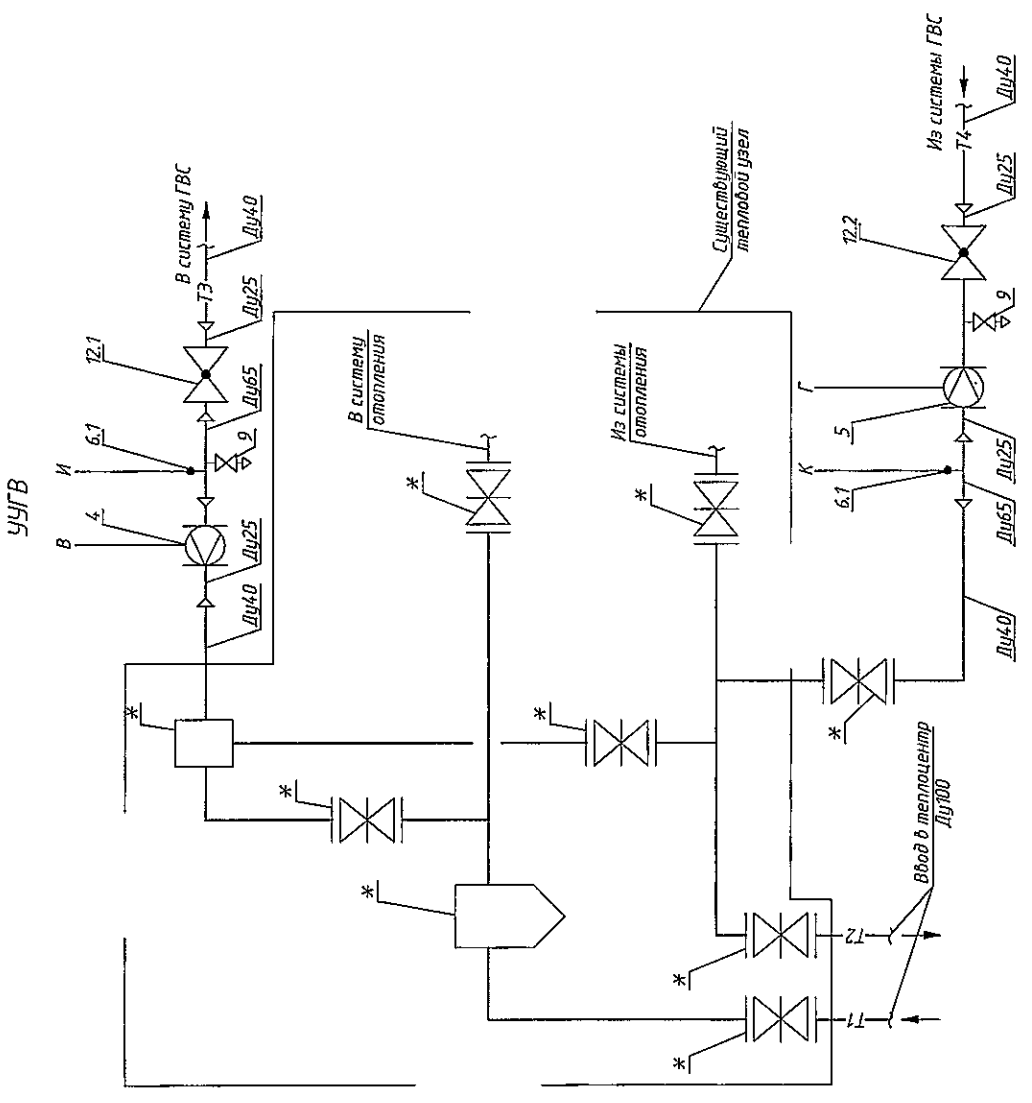 УУГВ
В
4
И
6.1
12.1
В систему ГВС
Ду40
Ду25
9
Ду65
Т3
Ду25
Ду40
*
*
*
В систему
отопления
*
*
Из системы
отопления
*
Существующий
тепловой узел
*
*
Т1
Т2
Ввод в теплоцентр
Ду100
*
К
6.1
Г
5
9
12.2
Из системы ГВС
Ду40
Ду65
Ду25
Ду25
Т4
Ду40